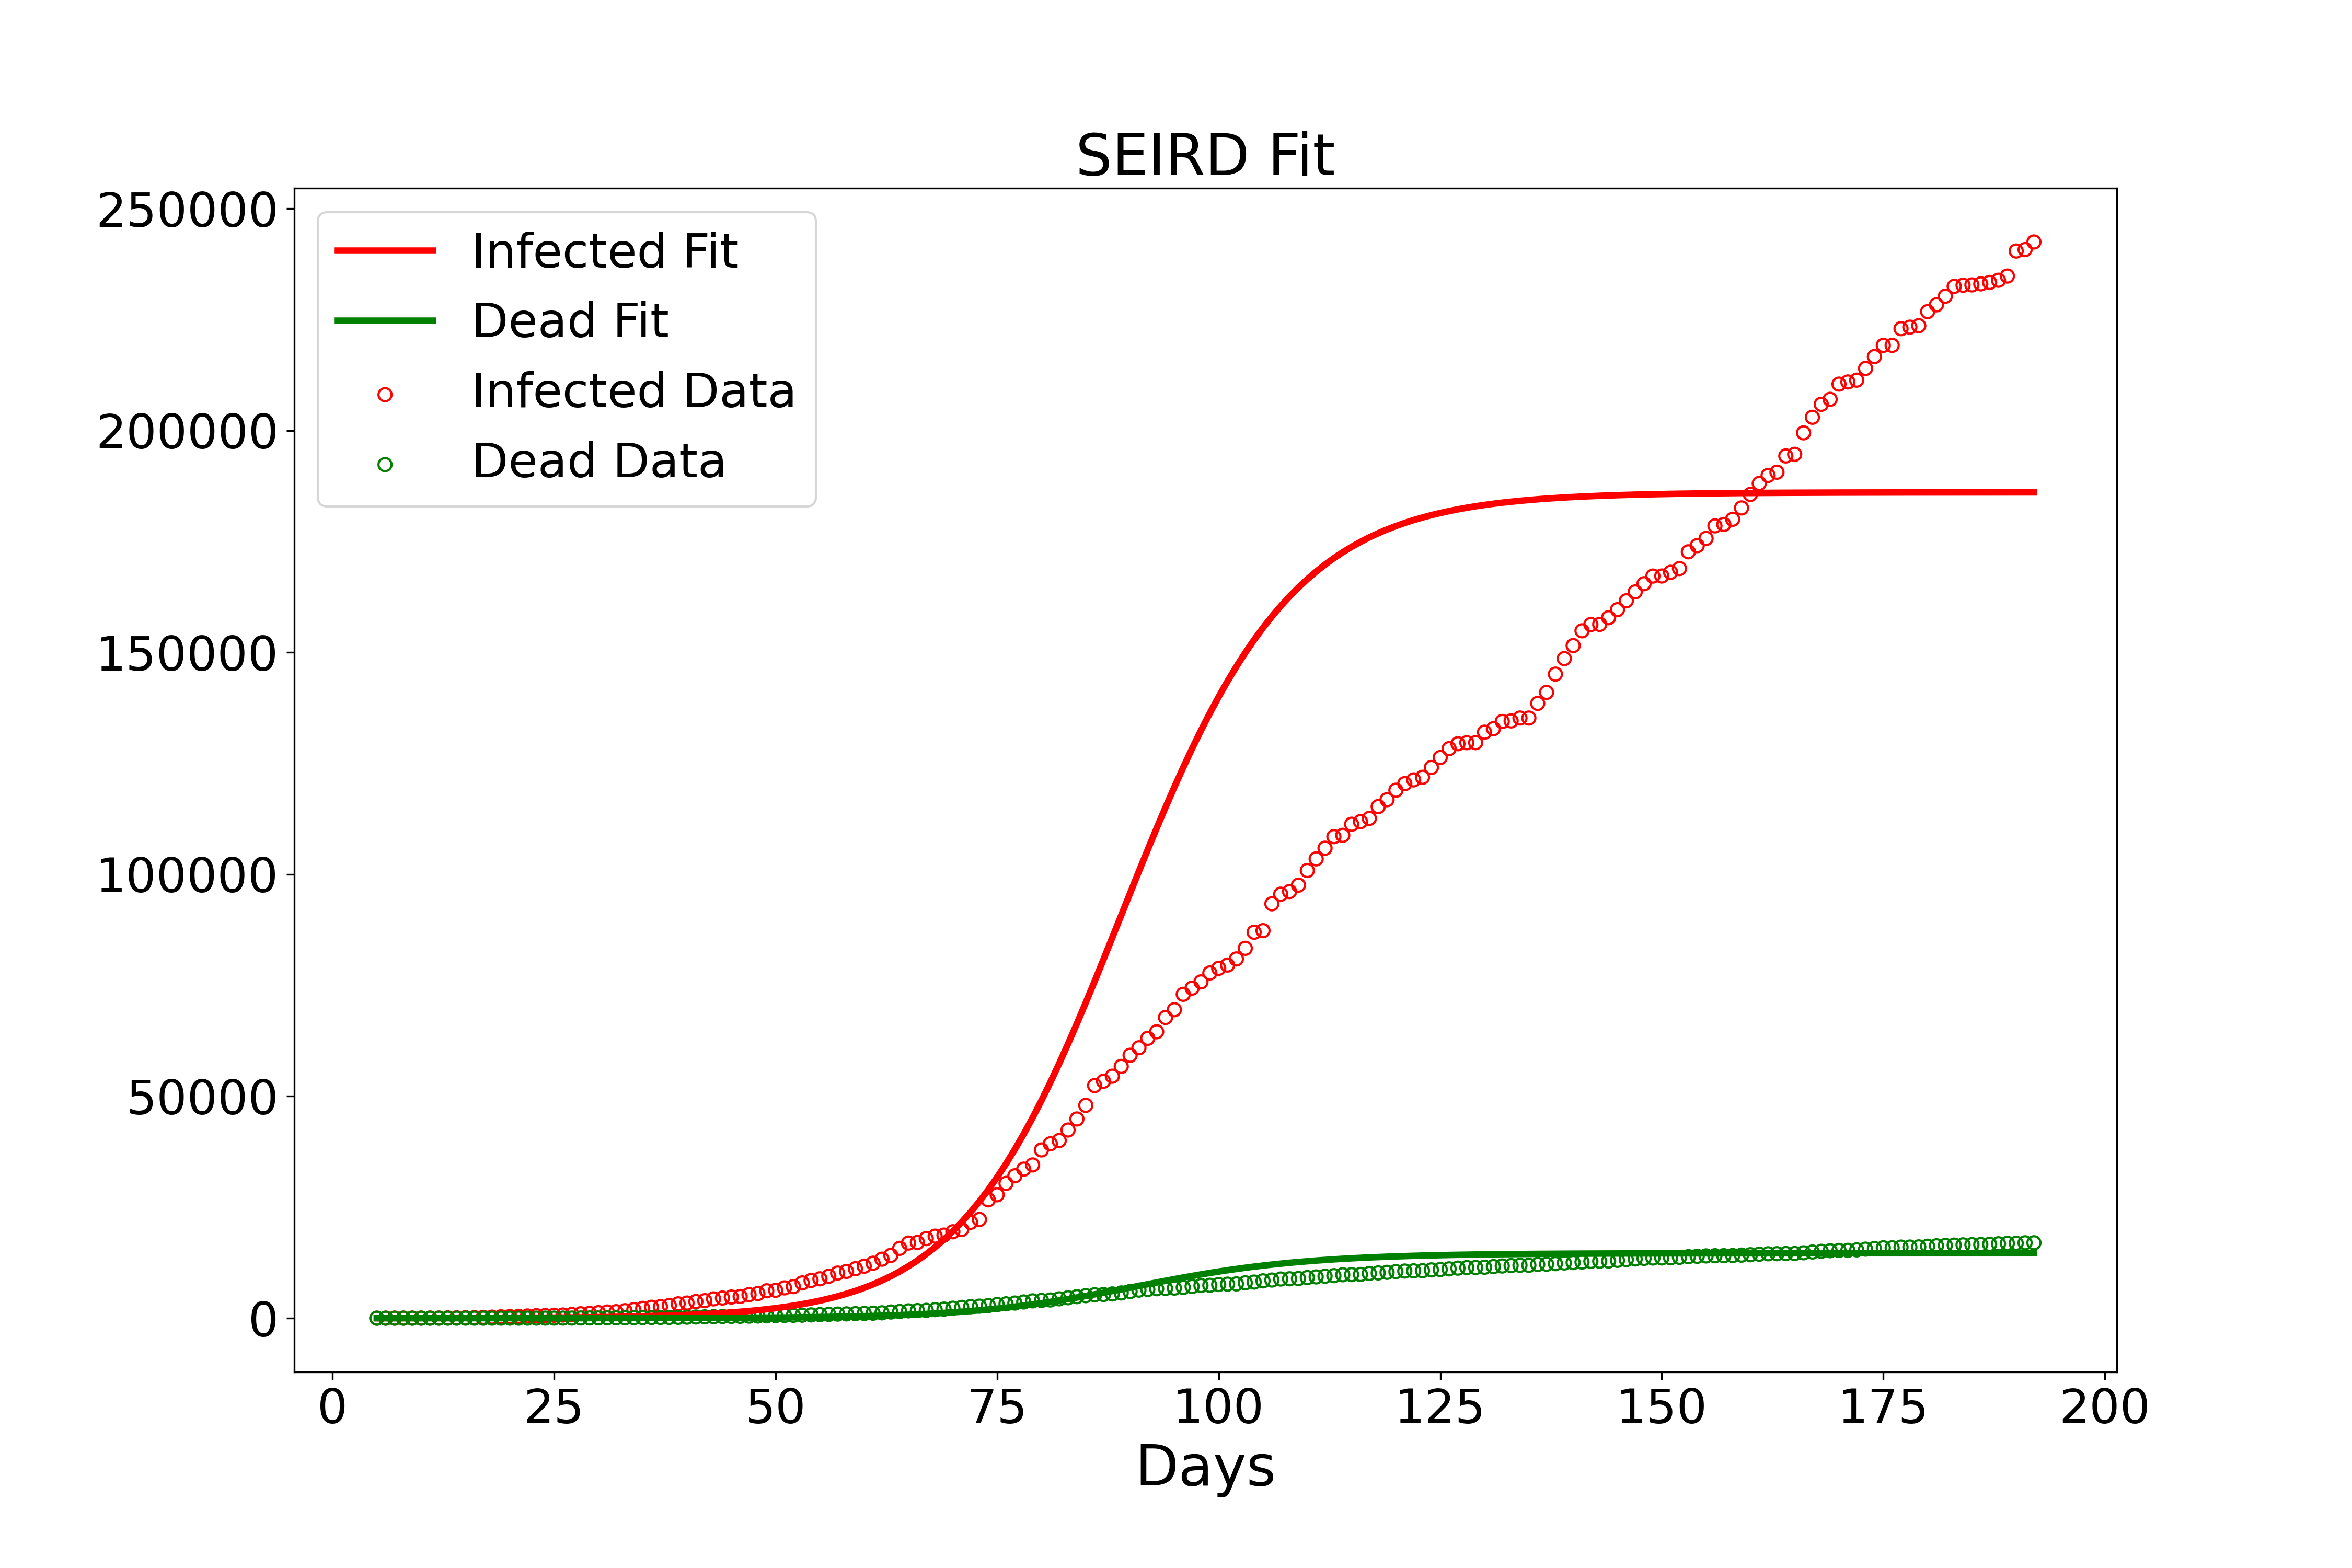 SEIRD Fit
250000
200000
150000
100000
50000
0
Infected Fit
Dead Fit
Infected Data
Dead Data
0 25 50 75 100 125 150 175 200
Days